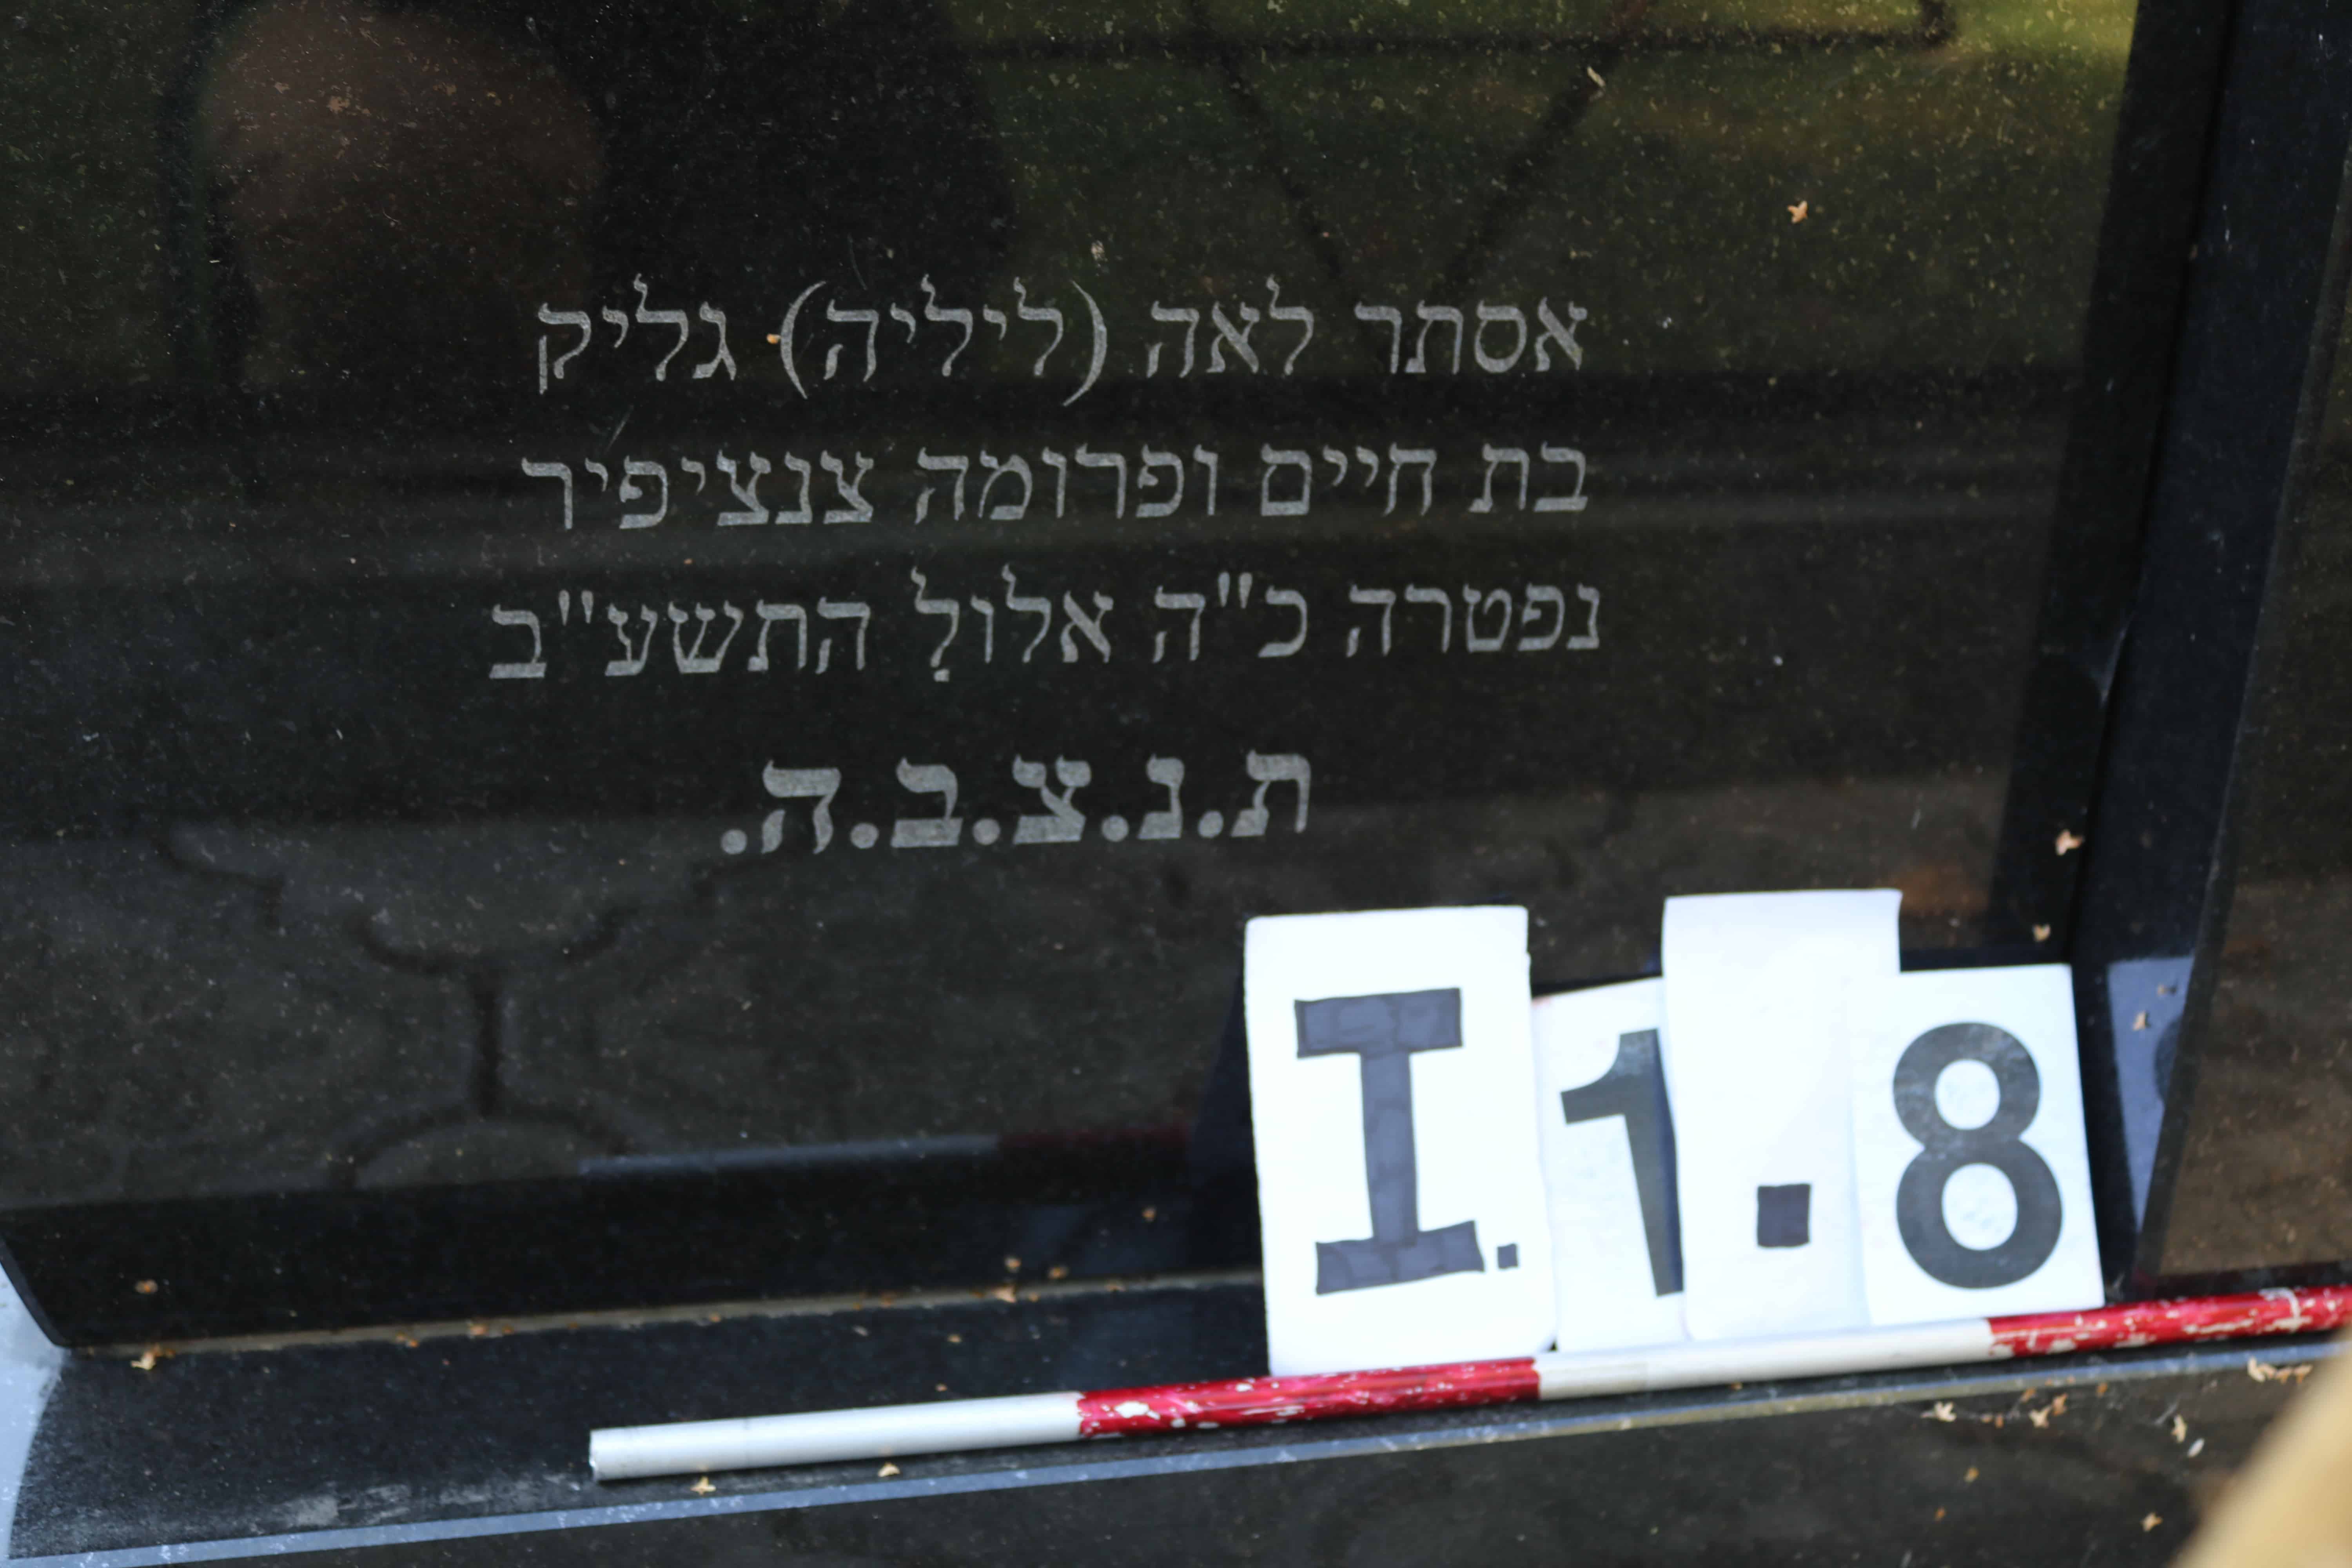 אסתר לאה (ליליה) גליק
בת חיים ופרומה צנציפיר
נפטרה כ"ה אלול התשע"ב
ת.נ.צ.ב.ה.
I.1.8